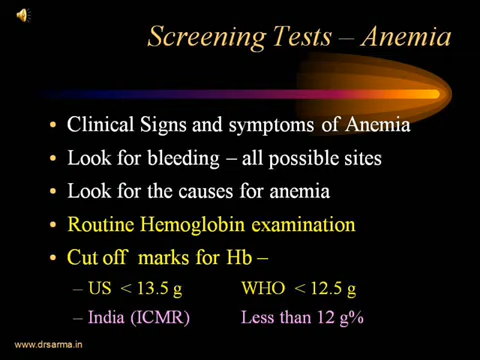 Screening Tests – Anemia
• Clinical Signs and symptoms of Anemia
• Look for bleeding – all possible sites
• Look for the causes for anemia
• Routine Hemoglobin examination
• Cut off marks for Hb –
– US < 13.5 g WHO < 12.5 g
– India (ICMR) Less than 12 g%
www.drsarma.in